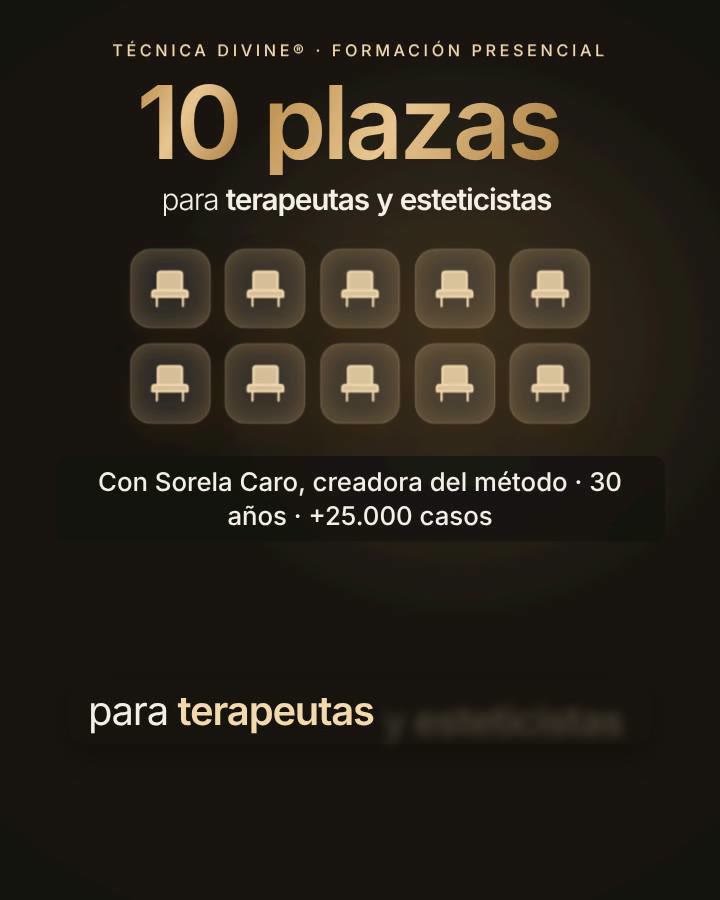 TÉCNICA DIVINE® · FORMACIÓN PRESENCIAL
10 plazas
para terapeutas y esteticistas
Con Sorela Caro, creadora del método · 30
años · +25.000 casos
para terapeutas y esteticistas